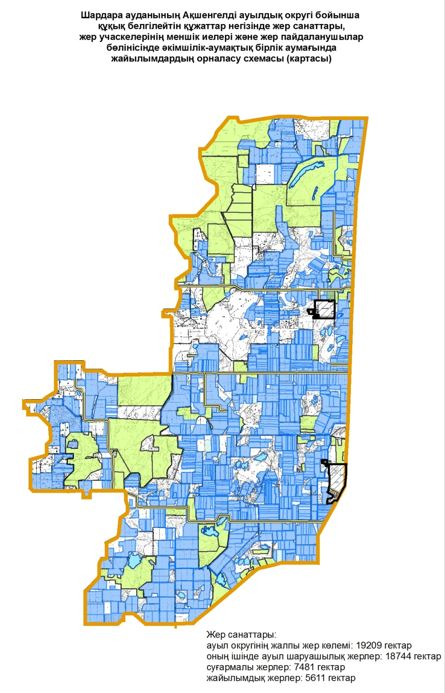 Шардара ауданының Ақшенгелді ауылдық округі бойынша
құқық белгілейтін құжаттар негізінде жер санаттары,
жер учаскелерінің меншік иелері және жер пайдаланушылар
бөлінісінде әкімшілік-аумақтық бірлік аумағында
жайылымдардың орналасу схемасы (картасы)
Жер санаттары:
ауыл округінің жалпы жер көлемі: 19209 гектар
оның ішінде ауыл шаруашылық жерлер: 18744 гектар
суғармалы жерлер: 7481 гектар
жайылымдық жерлер: 5611 гектар